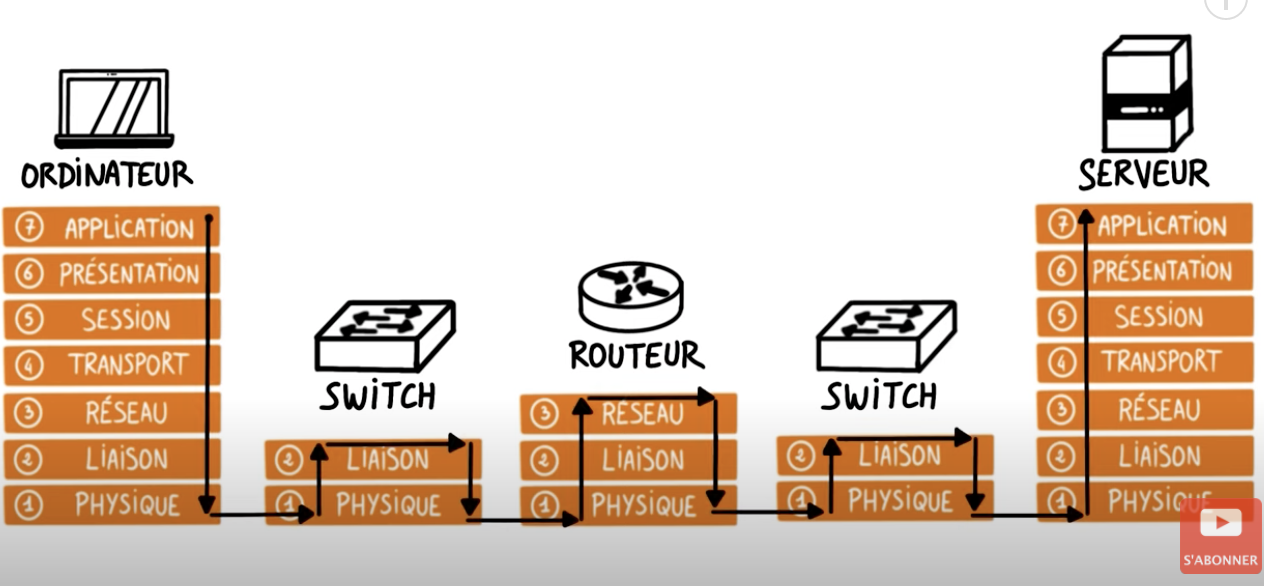 ORDINATEUR
7 APPLICATION
6 PRÉSENTATION
5 SESSION
4 TRANSPORT
3 RÉSEAU
2 LIAISON
1 PHYSIQUE
SWITCH
2 LIAISON
1 PHYSIQUE
ROUTEUR
3 RÉSEAU
2 LIAISON
1 PHYSIQUE
SWITCH
2 LIAISON
1 PHYSIQUE
SERVEUR
7 APPLICATION
6 PRÉSENTATION
5 SESSION
4 TRANSPORT
3 RÉSEAU
2 LIAISON
1 PHYSIQUE
S'ABONNER